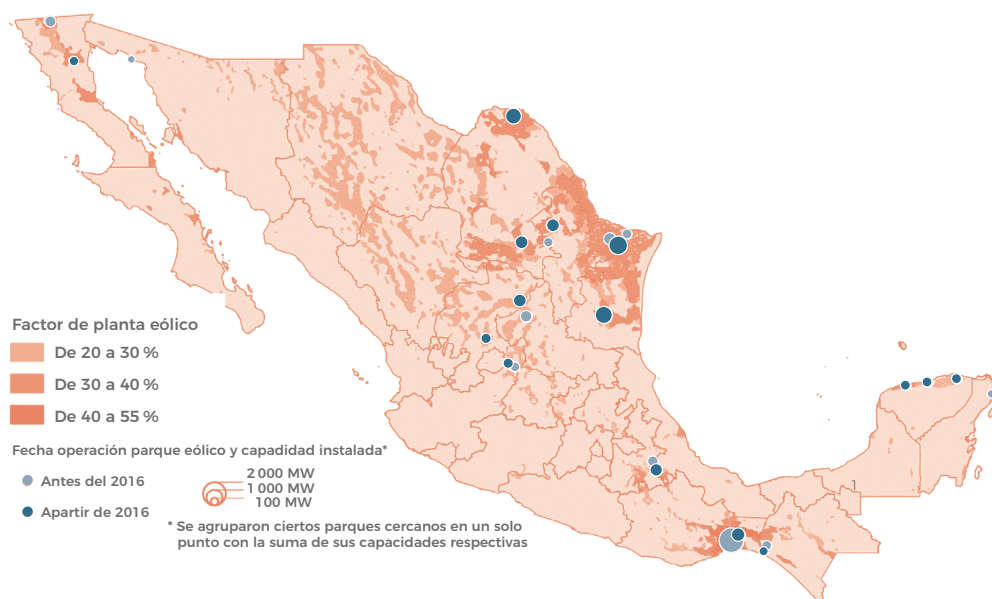 Factor de planta eólico
De 20 a 30 %
De 30 a 40 %
De 40 a 55 %
Fecha operación parque eólico y capadidad instalada*
Antes del 2016
Apartir de 2016
2 000 MW
1 000 MW
100 MW
* Se agruparon ciertos parques cercanos en un solo
punto con la suma de sus capacidades respectivas
1